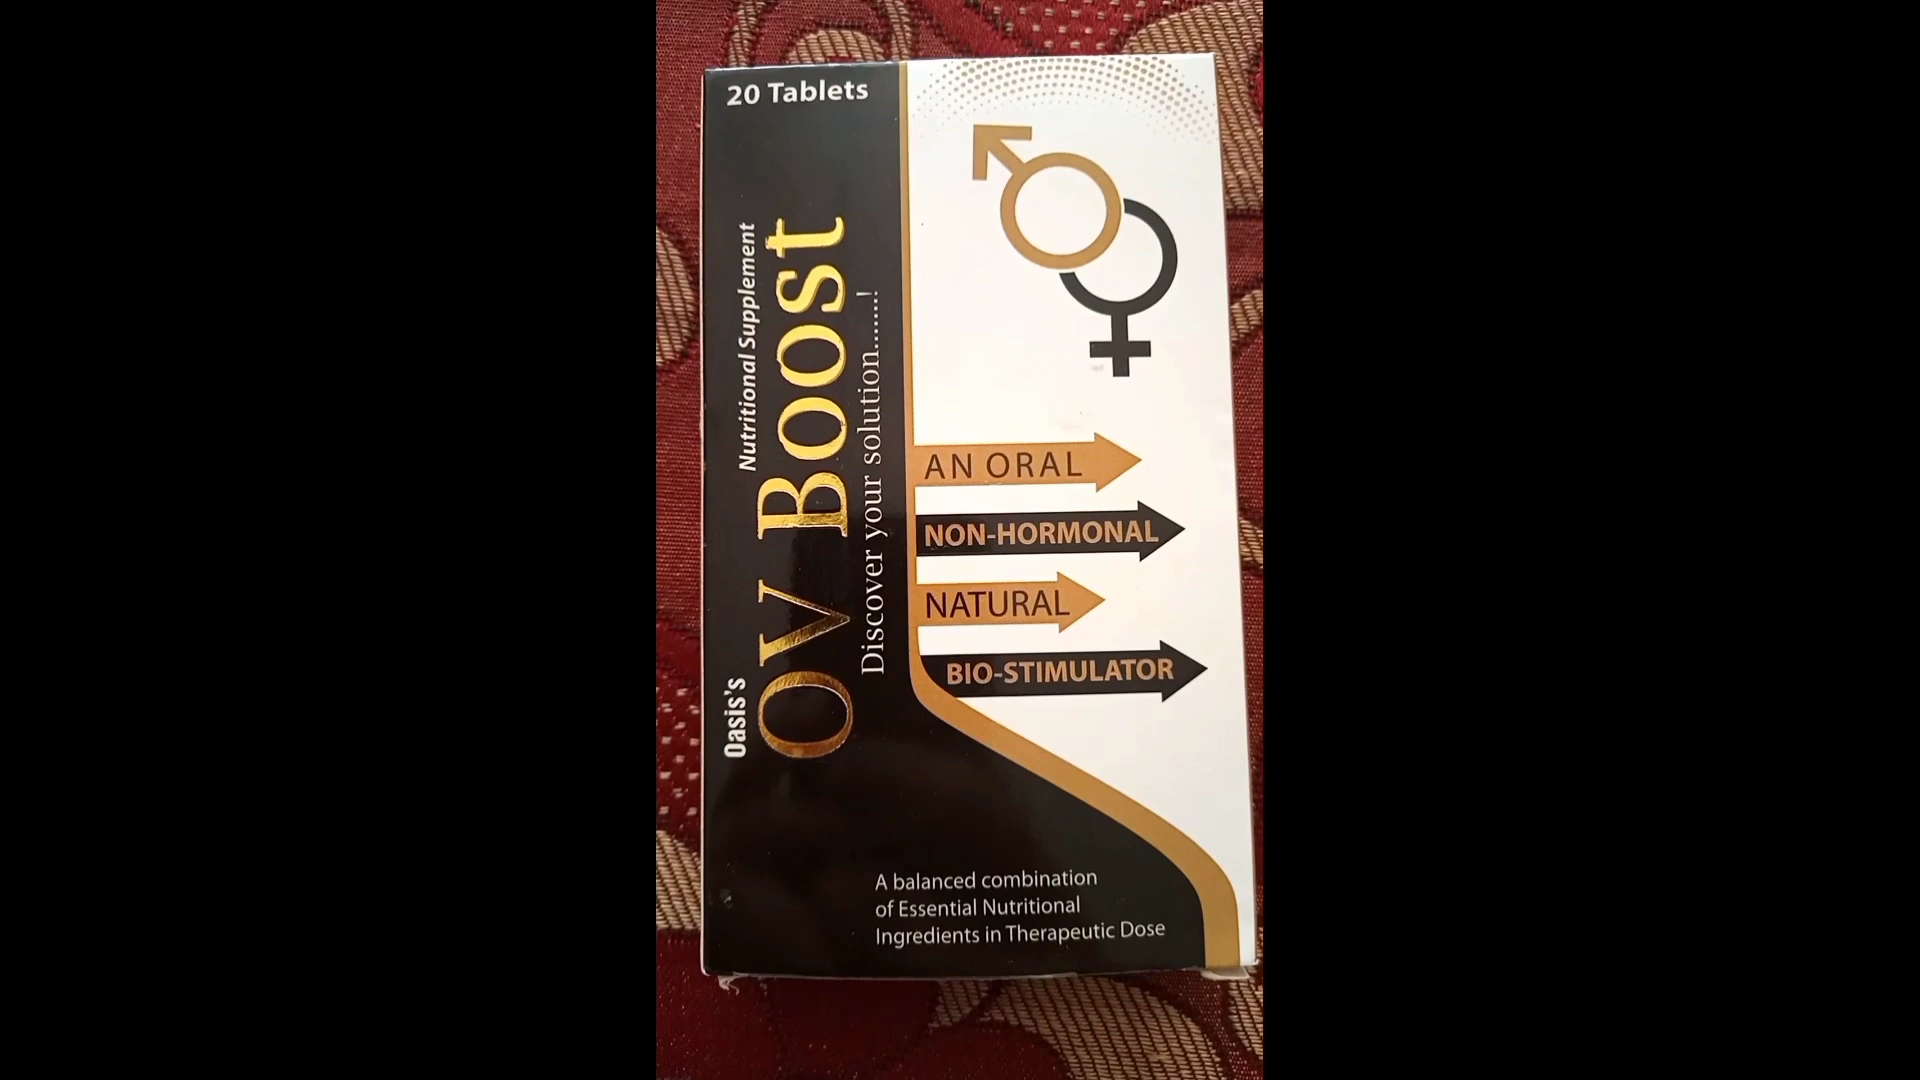 20 Tablets
Oasis's
Nutritional Supplement
OV Boost
Discover your solution.......!
AN ORAL
NON-HORMONAL
NATURAL
BIO-STIMULATOR
A balanced combination
of Essential Nutritional
Ingredients in Therapeutic Dose